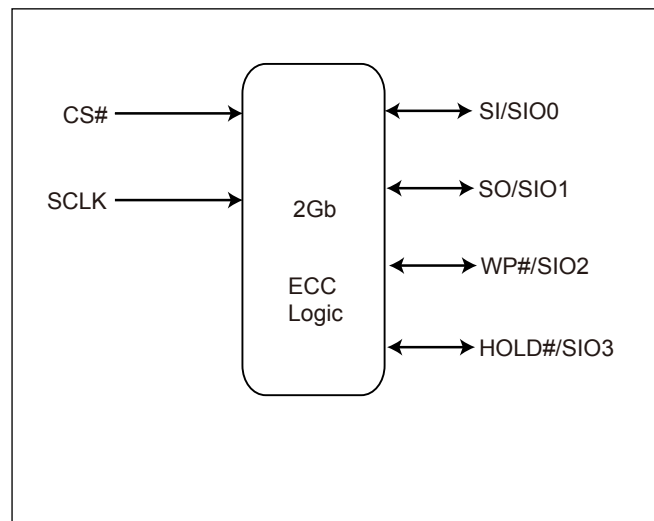 CS#
SCLK
2Gb
ECC
Logic
SI/SIO0
SO/SIO1
WP#/SIO2
HOLD#/SIO3